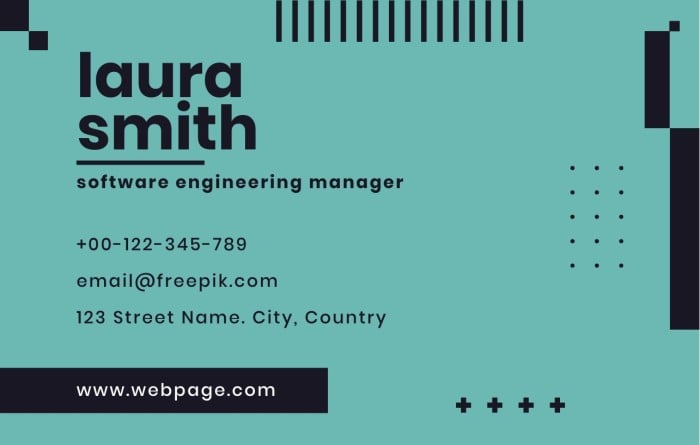 laura
smith
software engineering manager
+00-122-345-789
email@freepik.com
123 Street Name. City, Country
www.webpage.com